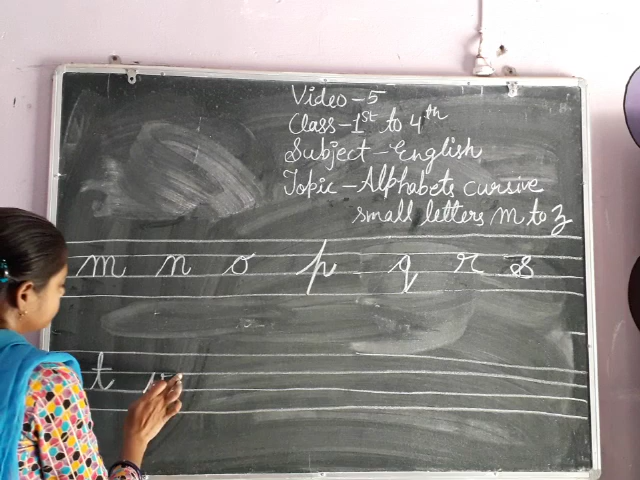 Video-5
Class-1st to 4th
Subject-English
Topic-Alphabets cursive
small letters m to z
m n o p q r s
t u